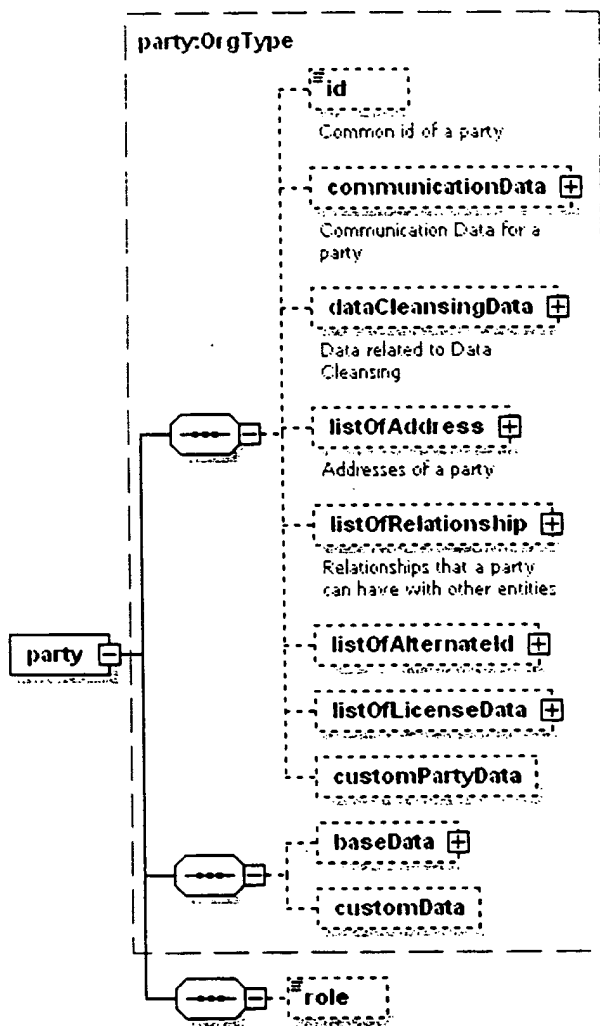 party:OrgType
id
Common id of a party
communicationData
Communication Data for a
party
dataCleansingData
Data related to Data
Cleansing
listOfAddress
Addresses of a party
listOfRelationship
Relationships that a party
can have with other entities
party
listOfAlternateId
listOfLicenseData
customPartyData
baseData
customData
role